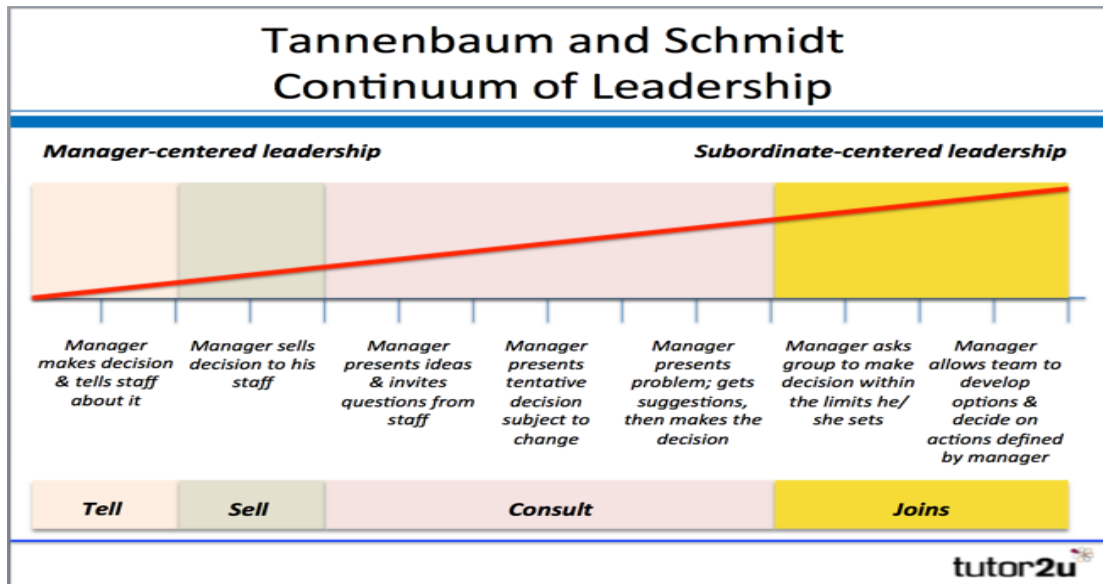 Tannenbaum and Schmidt
Continuum of Leadership
Manager-centered leadership
Subordinate-centered leadership
Manager
makes decision
& tells staff
about it
Manager sells
decision to his
staff
Manager
presents ideas
& invites
questions from
staff
Manager
presents
tentative
decision
subject to
change
Manager
presents
problem; gets
suggestions,
then makes the
decision
Manager asks
group to make
decision within
the limits he/
she sets
Manager
allows team to
develop
options &
decide on
actions defined
by manager
Tell
Sell
Consult
Joins
tutor2u